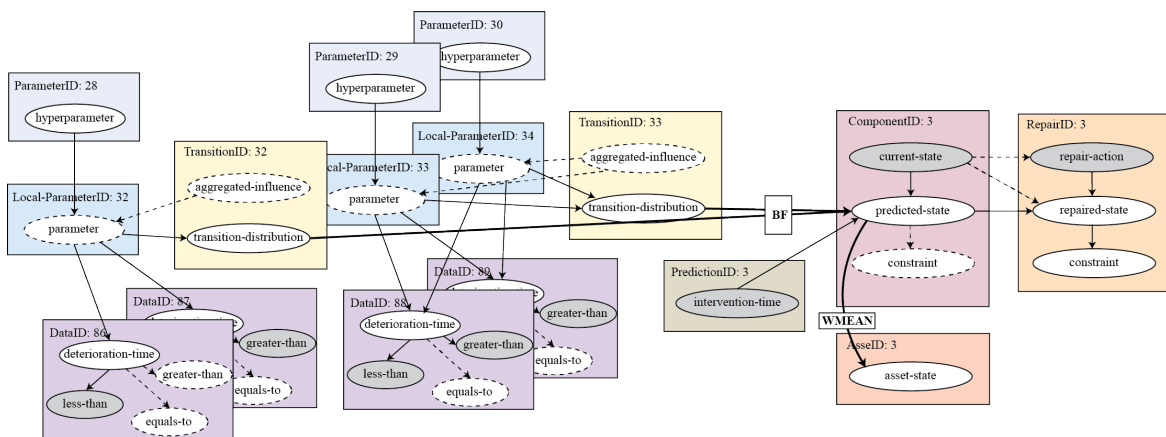 ParameterID: 30
hyperparameter
ParameterID: 29
hyperparameter
ParameterID: 28
hyperparameter
TransitionID: 33
aggregated-influence
transition-distribution
Local-ParameterID: 34
parameter
cal-ParameterID: 33
parameter
TransitionID: 32
aggregated-influence
transition-distribution
Local-ParameterID: 32
parameter
BF
ComponentID: 3
current-state
predicted-state
constraint
RepairID: 3
repair-action
repaired-state
constraint
PredictionID: 3
intervention-time
WMEAN
AsseID: 3
asset-state
DataID: 87
greater-than
equals-to
DataID: 86
deterioration-time
greater-than
less-than
equals-to
DataID: 89
greater-than
equals-to
DataID: 88
deterioration-time
greater-than
less-than
equals-to